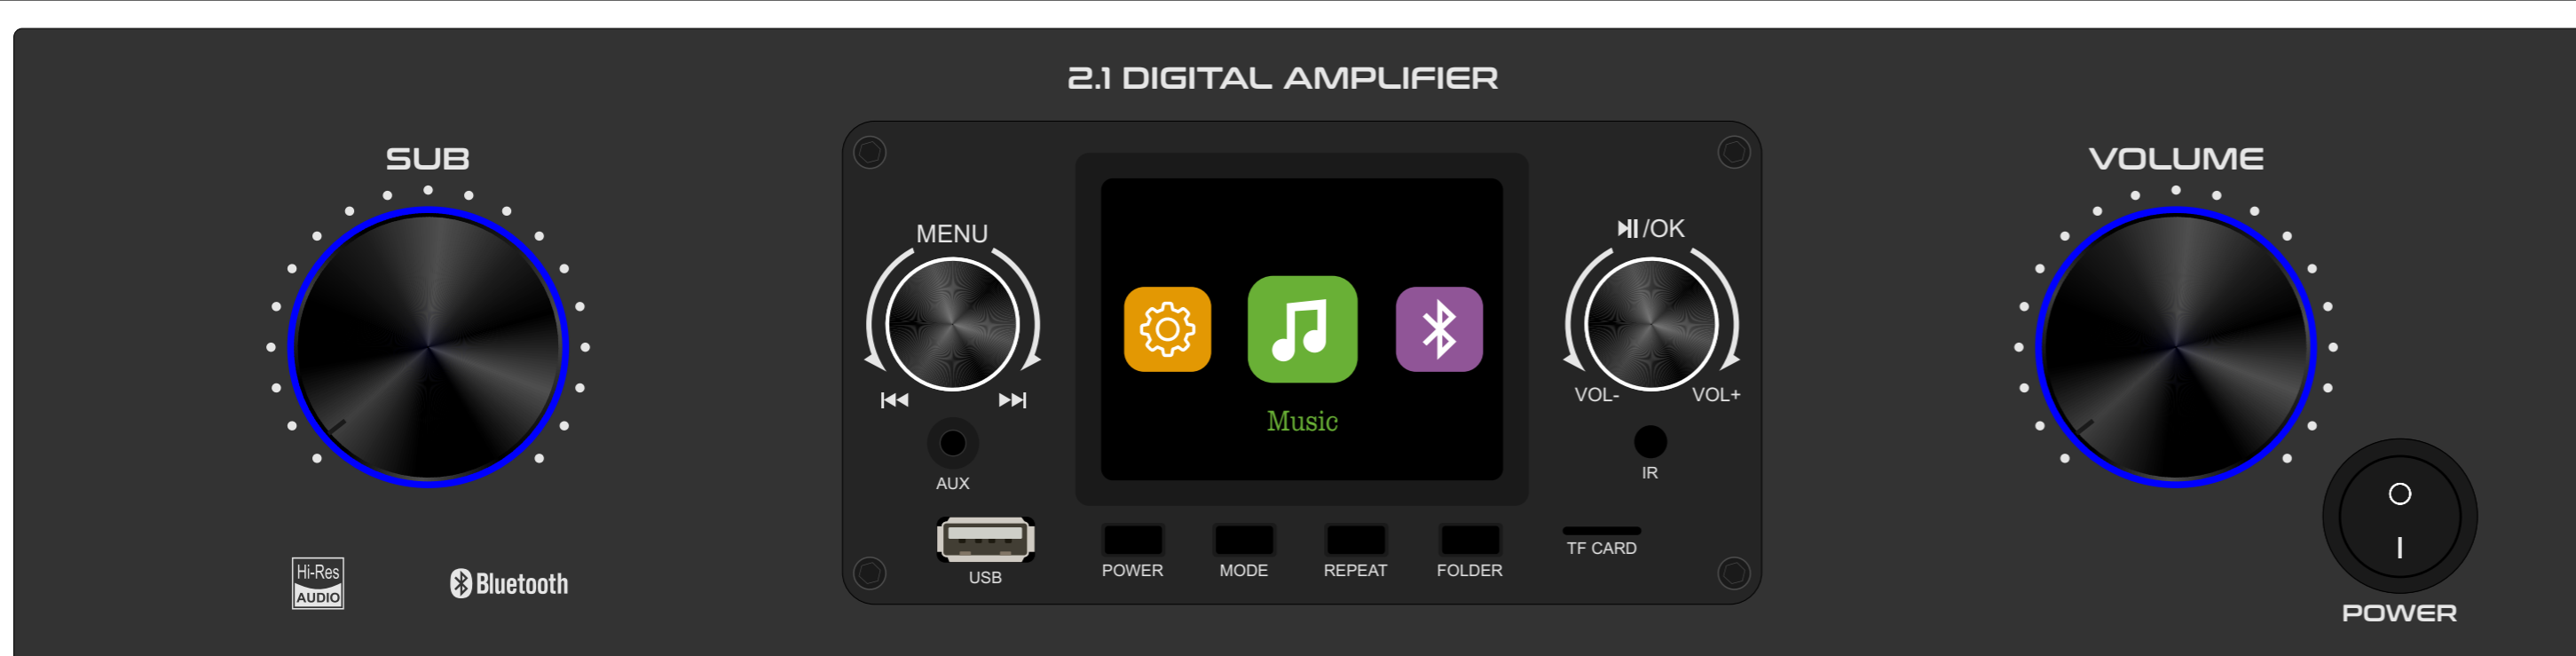 2.1 DIGITAL AMPLIFIER
SUB
VOLUME
MENU
/OK
VOL-
VOL+
Music
AUX
IR
USB
POWER
MODE
REPEAT
FOLDER
TF CARD
Hi-Res
AUDIO
Bluetooth
POWER